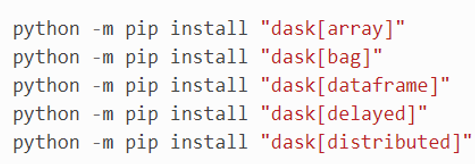 python -m pip install "dask[array]"
python -m pip install "dask[bag]"
python -m pip install "dask[dataframe]"
python -m pip install "dask[delayed]"
python -m pip install "dask[distributed]"